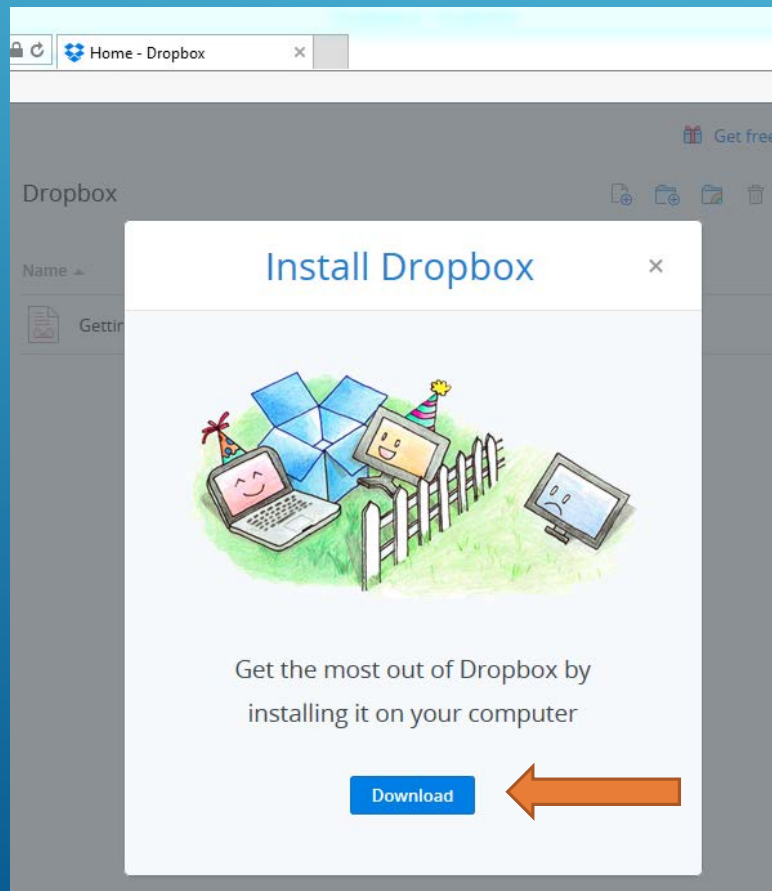 Home - Dropbox
Get free
Dropbox
Install Dropbox
Name
Gettin
Get the most out of Dropbox by
installing it on your computer
Download